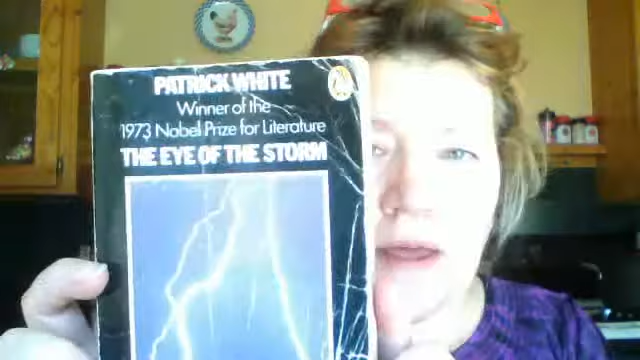 PATRICK WHITE
Winner of the
1973 Nobel Prize for Literature
THE EYE OF THE STORM